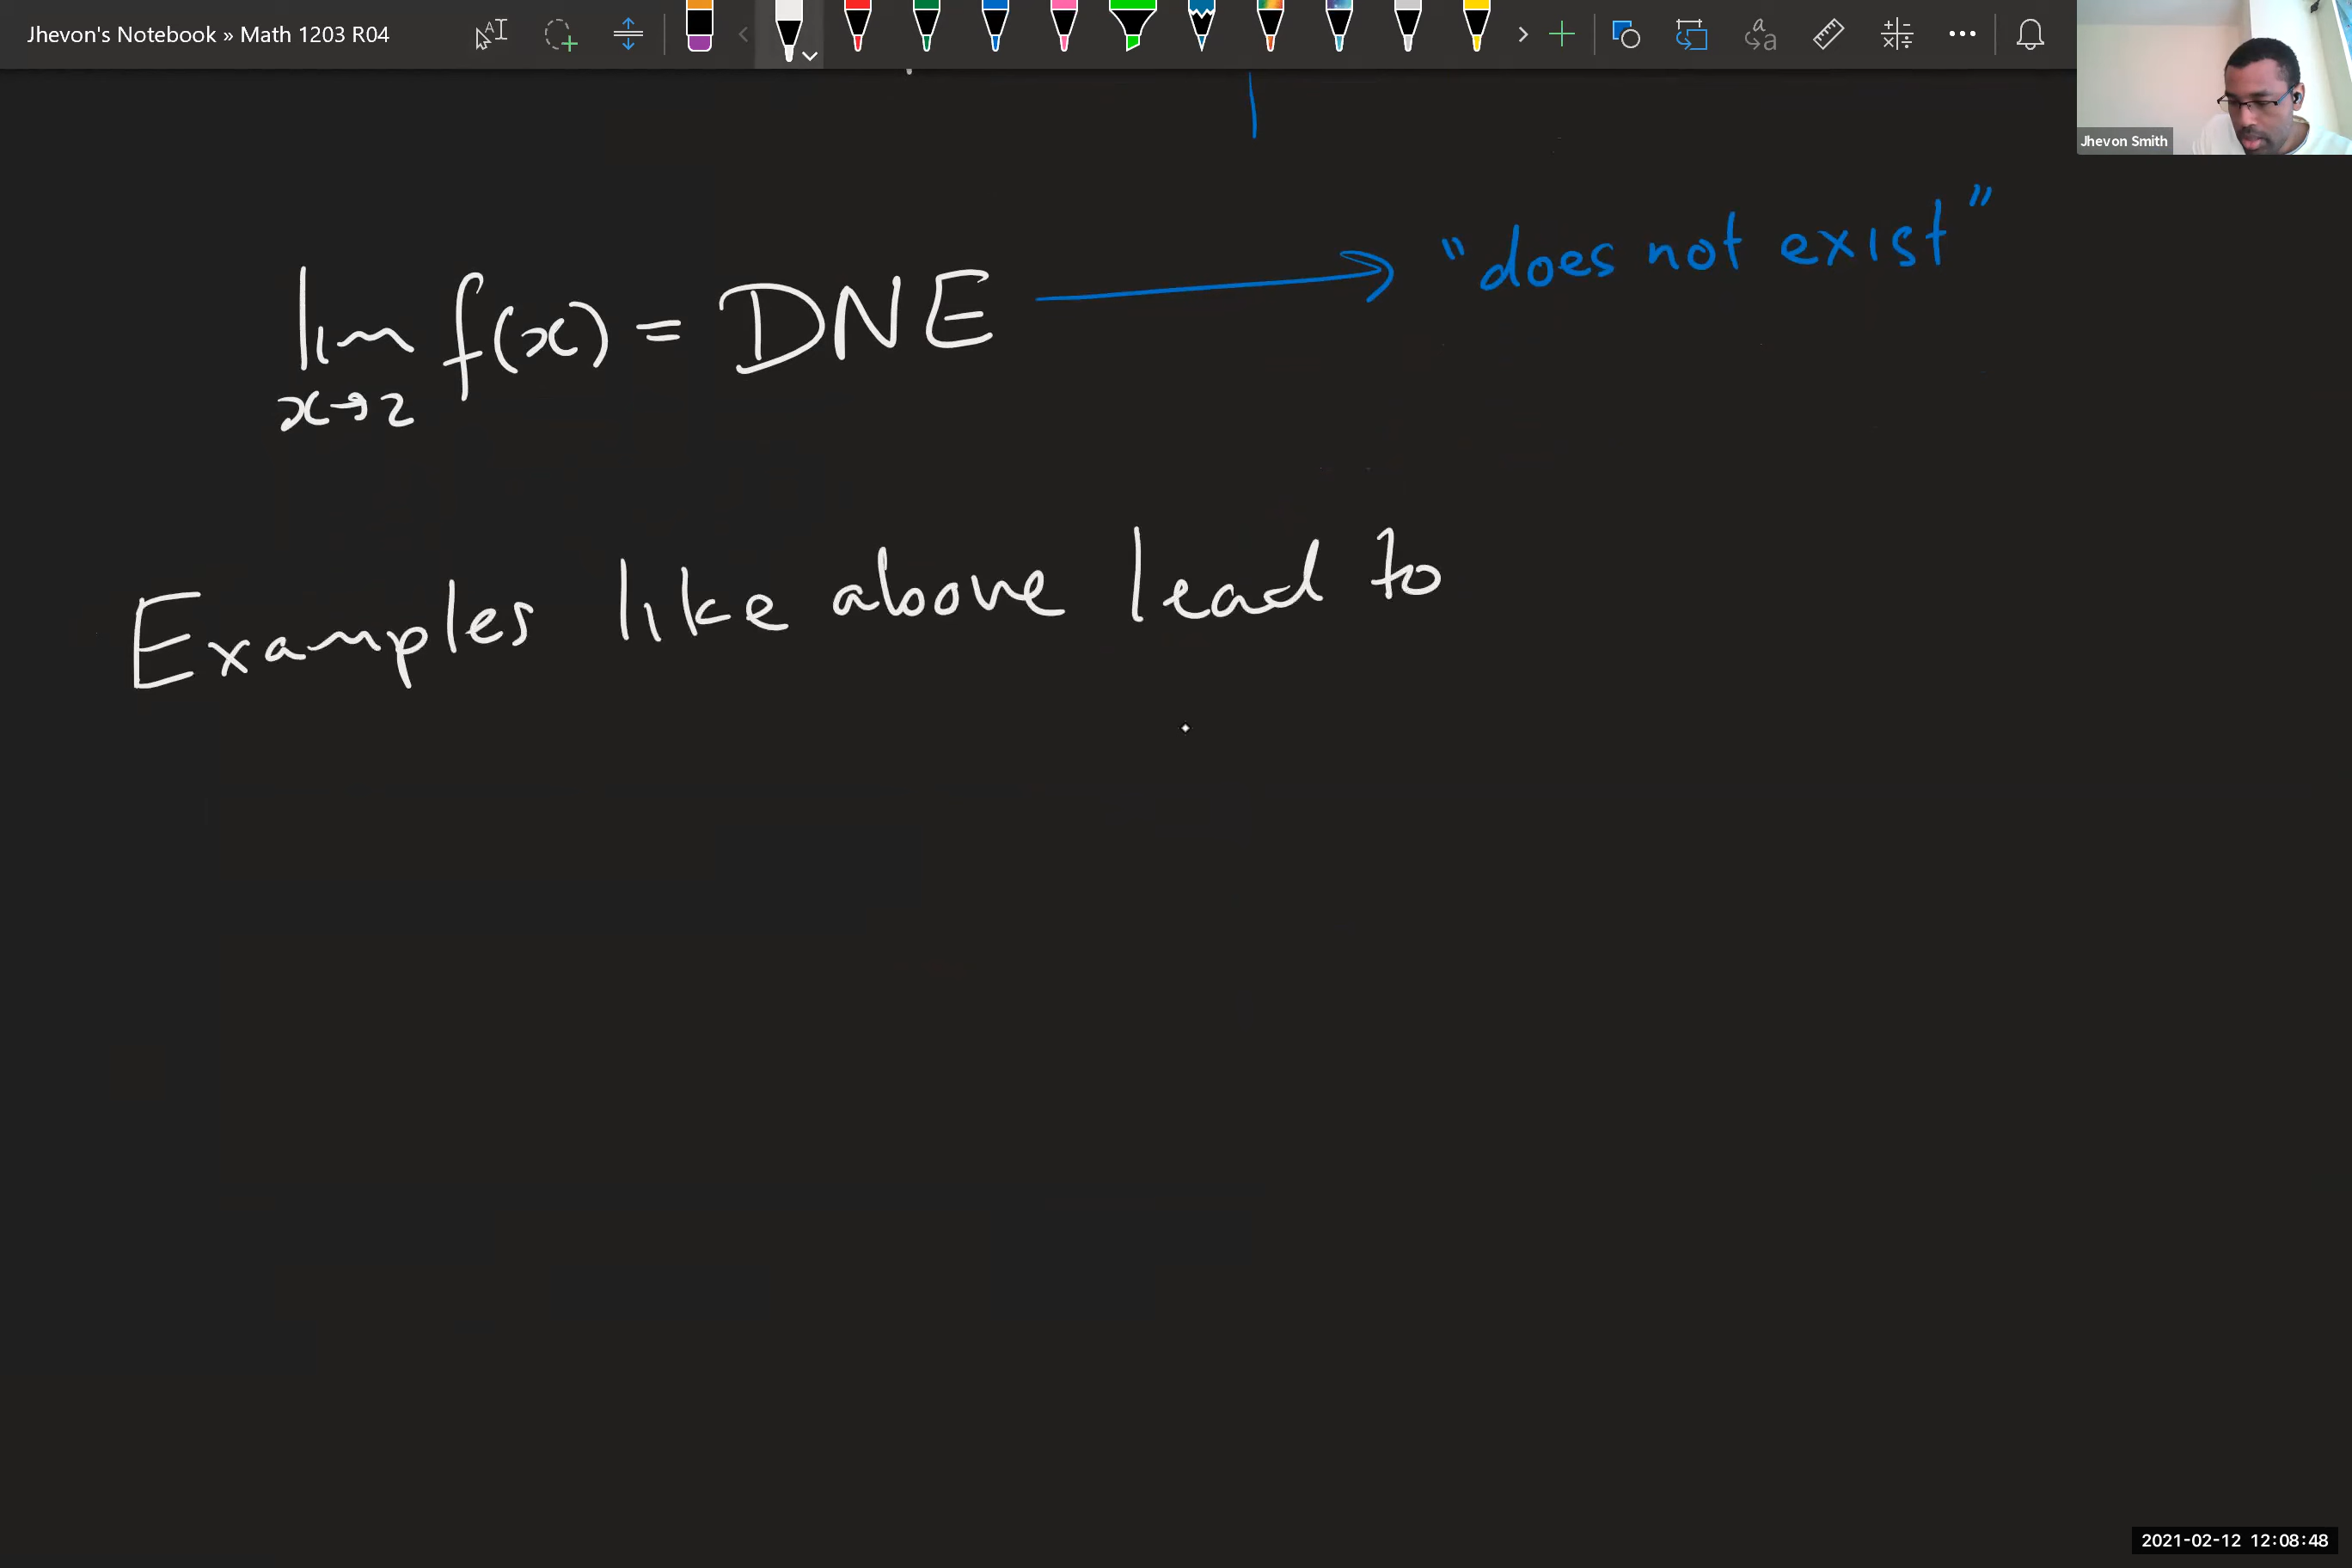 Jhevon's Notebook » Math 1203 R04
Jhevon Smith
lim f(x) = DNE → "does not exist"
x→2
Examples like above lead to
2021-02-12 12:08:48